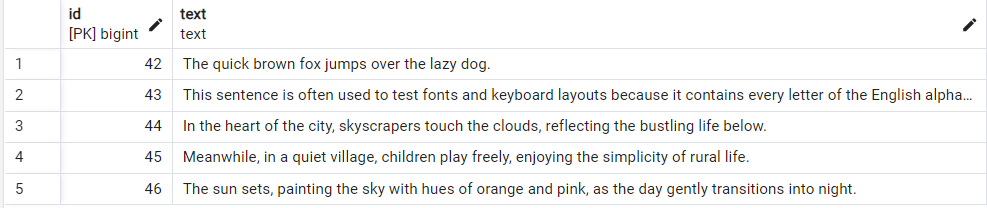 id text
[PK] bigint text
1 42 The quick brown fox jumps over the lazy dog.
2 43 This sentence is often used to test fonts and keyboard layouts because it contains every letter of the English alpha...
3 44 In the heart of the city, skyscrapers touch the clouds, reflecting the bustling life below.
4 45 Meanwhile, in a quiet village, children play freely, enjoying the simplicity of rural life.
5 46 The sun sets, painting the sky with hues of orange and pink, as the day gently transitions into night.